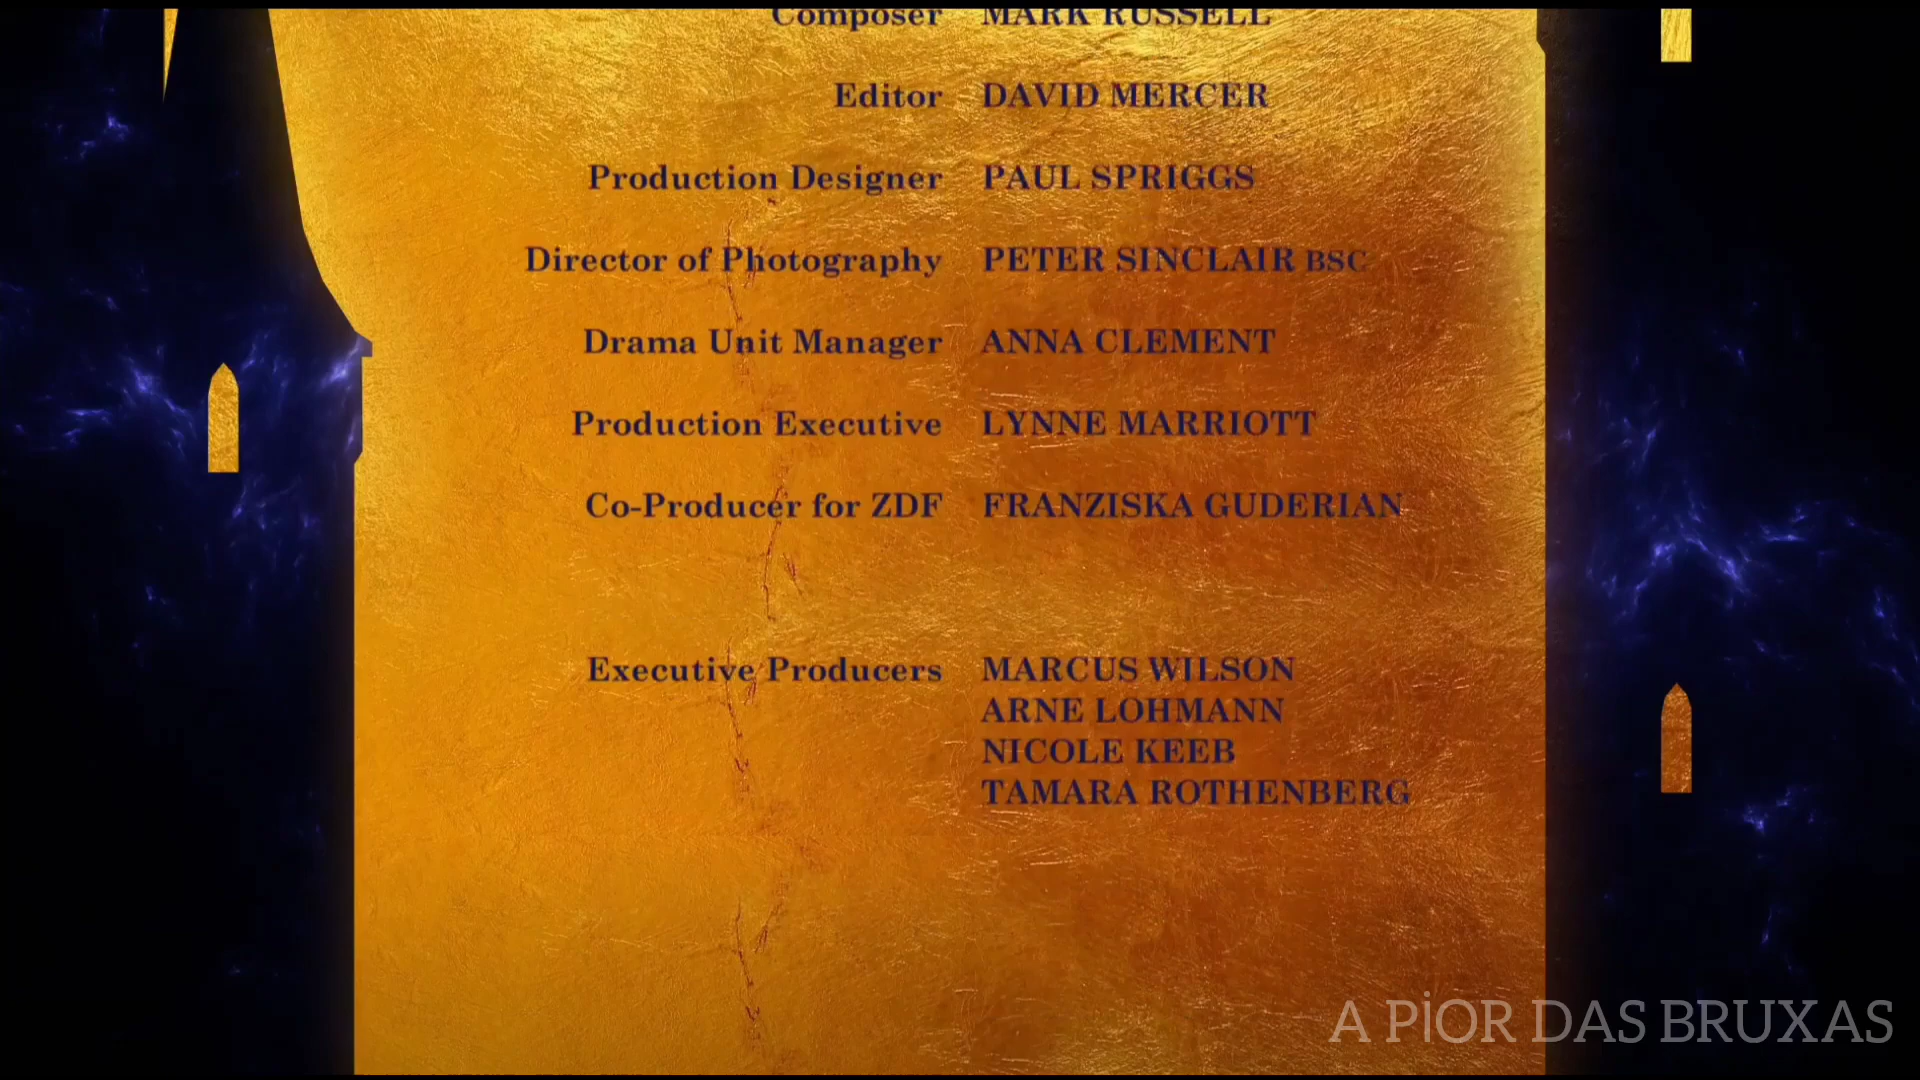 Composer MARK RUSSELL
Editor DAVID MERCER
Production Designer PAUL SPRIGGS
Director of Photography PETER SINCLAIR BSC
Drama Unit Manager ANNA CLEMENT
Production Executive LYNNE MARRIOTT
Co-Producer for ZDF FRANZISKA GUDERIAN
Executive Producers MARCUS WILSON
ARNE LOHMANN
NICOLE KEEB
TAMARA ROTHENBERG
A PİOR DAS BRUXAS